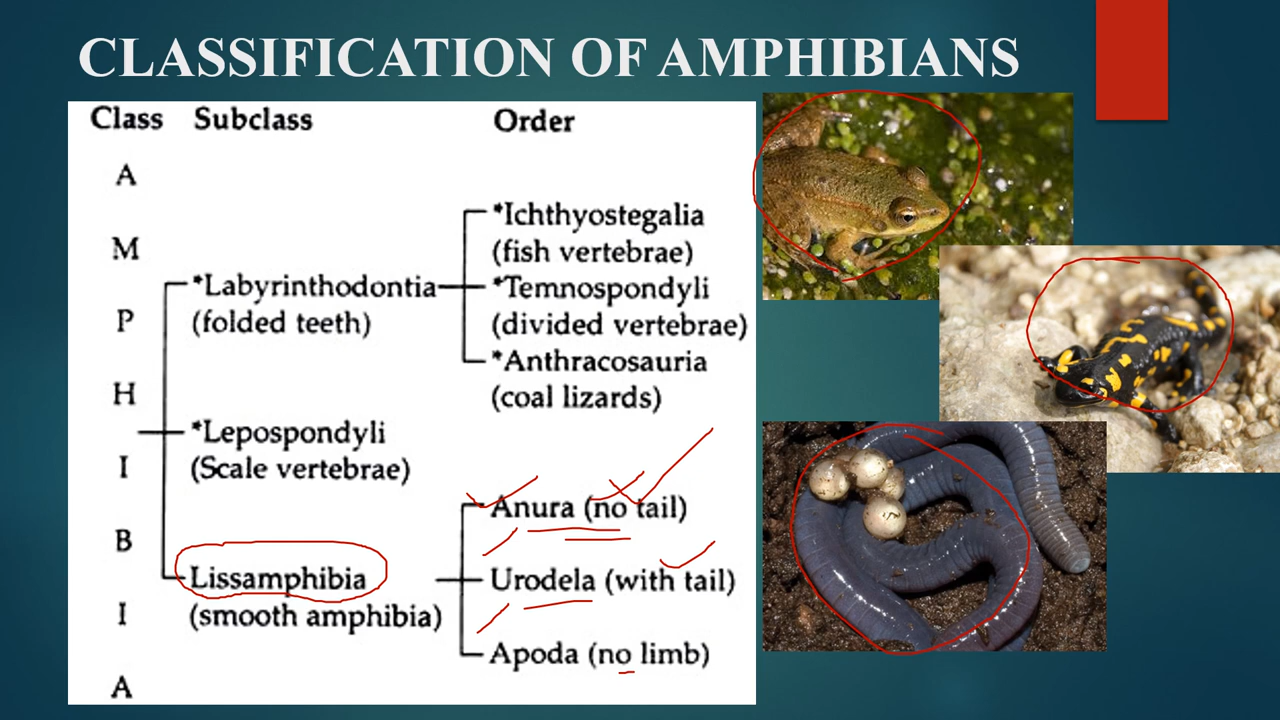 CLASSIFICATION OF AMPHIBIANS
Class Subclass Order
A
M
P
H
I
B
I
A
*Labyrinthodontia
(folded teeth)
*Lepospondyli
(Scale vertebrae)
Lissamphibia
(smooth amphibia)
*Ichthyostegalia
(fish vertebrae)
*Temnospondyli
(divided vertebrae)
*Anthracosauria
(coal lizards)
Anura (no tail)
Urodela (with tail)
Apoda (no limb)